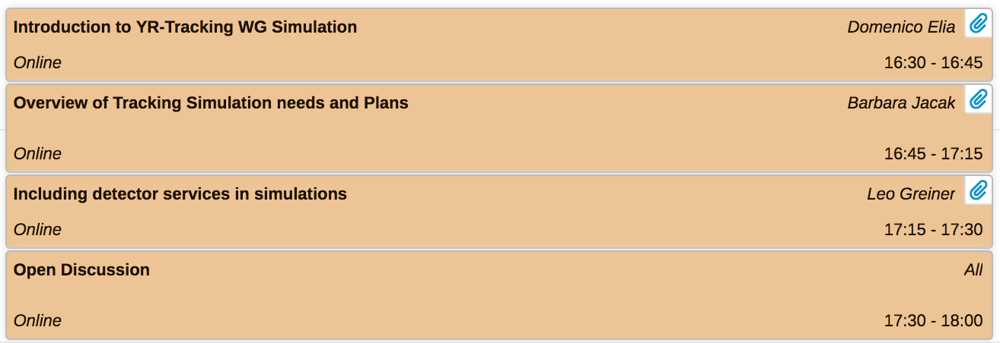 Introduction to YR-Tracking WG Simulation Domenico Elia
Online 16:30 - 16:45
Overview of Tracking Simulation needs and Plans Barbara Jacak
Online 16:45 - 17:15
Including detector services in simulations Leo Greiner
Online 17:15 - 17:30
Open Discussion All
Online 17:30 - 18:00